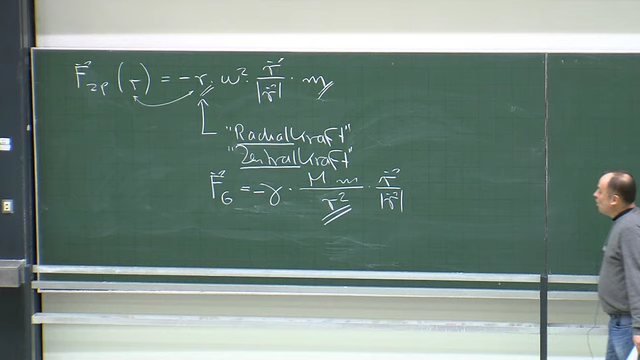 F⃗_ZP (r) = −r · ω² · r⃗/|r⃗| · m
"Radialkraft"
"Zentralkraft"
F⃗_G = −γ · M m/r² · r⃗/|r⃗|